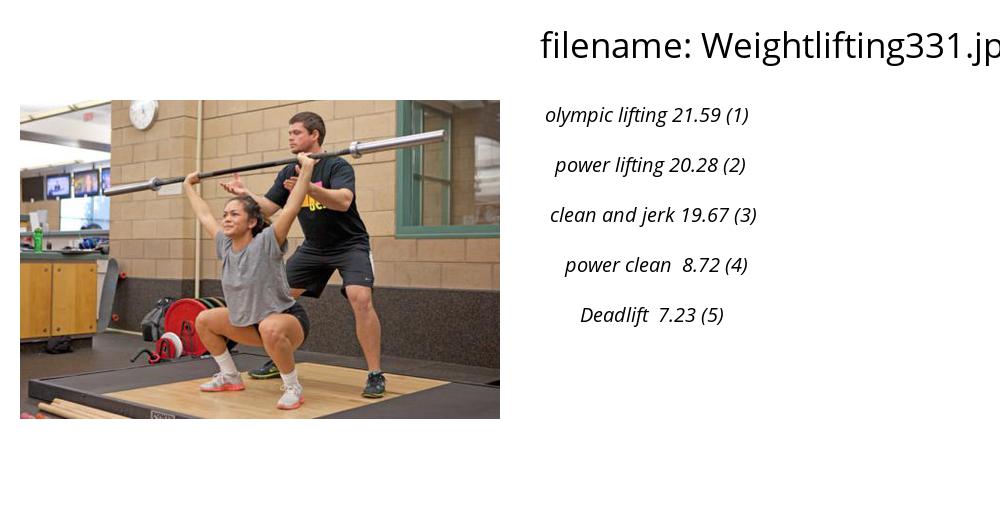 filename: Weightlifting331.jp
olympic lifting 21.59 (1)
power lifting 20.28 (2)
clean and jerk 19.67 (3)
power clean  8.72 (4)
Deadlift  7.23 (5)